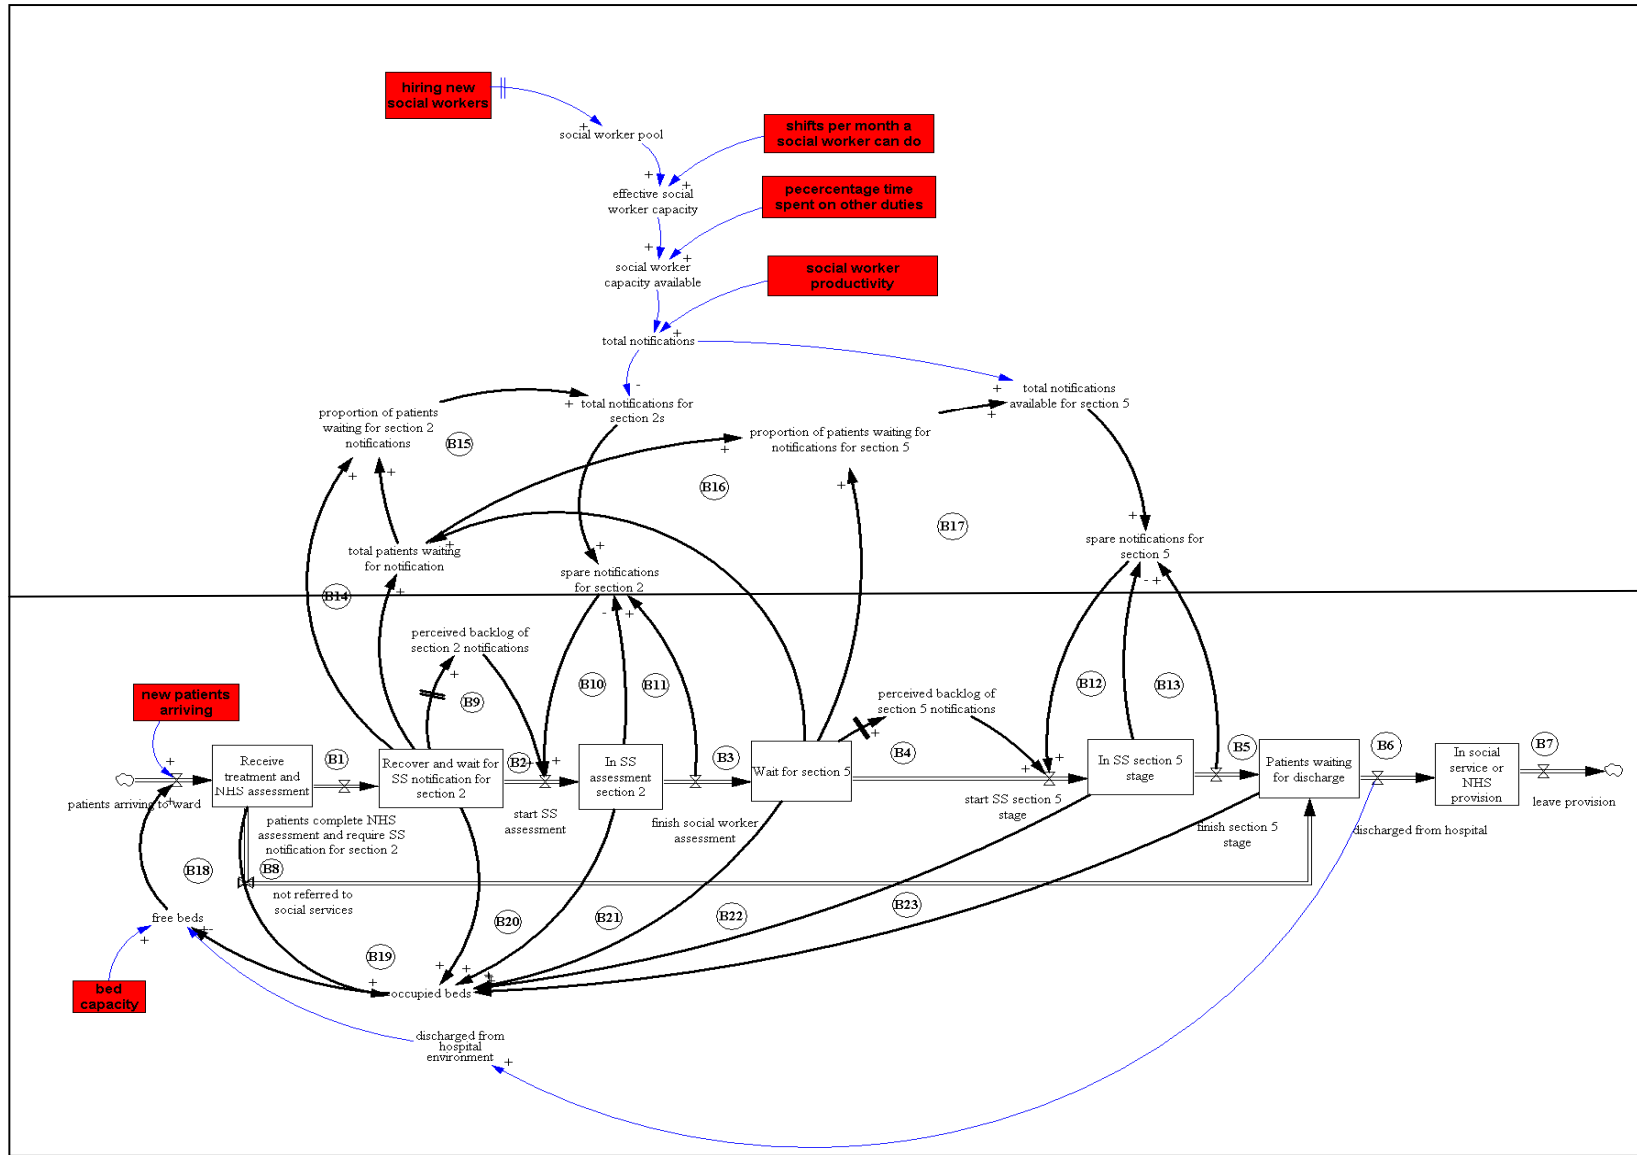 hiring new
social workers
social worker pool
shifts per month a
social worker can do
effective social
worker capacity
pecercentage time
spent on other duties
social worker
capacity available
social worker
productivity
total notifications
total notifications for
section 2s
total notifications
available for section 5
proportion of patients
waiting for section 2
notifications
B15
proportion of patients waiting for
notifications for section 5
B16
B17
total patients waiting
for notification
spare notifications
for section 2
spare notifications for
section 5
B14
perceived backlog of
section 2 notifications
B9
B10
B11
B12
B13
perceived backlog of
section 5 notifications
new patients
arriving
patients arriving to ward
Receive
treatment and
NHS assessment
B1
Recover and wait for
SS notification for
section 2
B2
In SS
assessment
section 2
B3
Wait for section 5
B4
In SS section 5
stage
B5
Patients waiting
for discharge
B6
In social
service or
NHS
provision
B7
patients complete NHS
assessment and require SS
notification for section 2
start SS
assessment
finish social worker
assessment
start SS section 5
stage
finish section 5
stage
discharged from hospital
leave provision
B18
B8
not referred to
social services
free beds
B19
B20
B21
B22
B23
bed
capacity
occupied beds
discharged from
hospital
environment